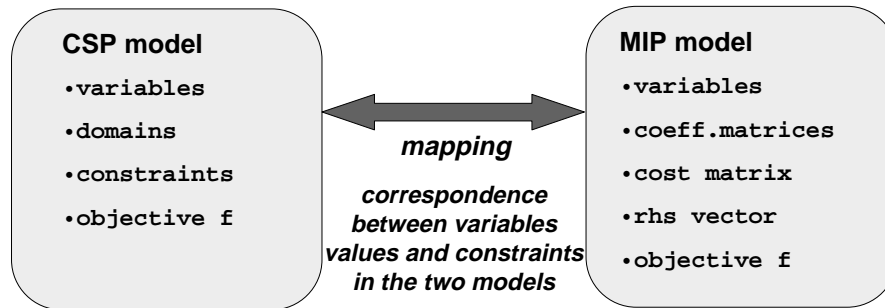 CSP model
•variables
•domains
•constraints
•objective f
mapping
correspondence
between variables
values and constraints
in the two models
MIP model
•variables
•coeff.matrices
•cost matrix
•rhs vector
•objective f